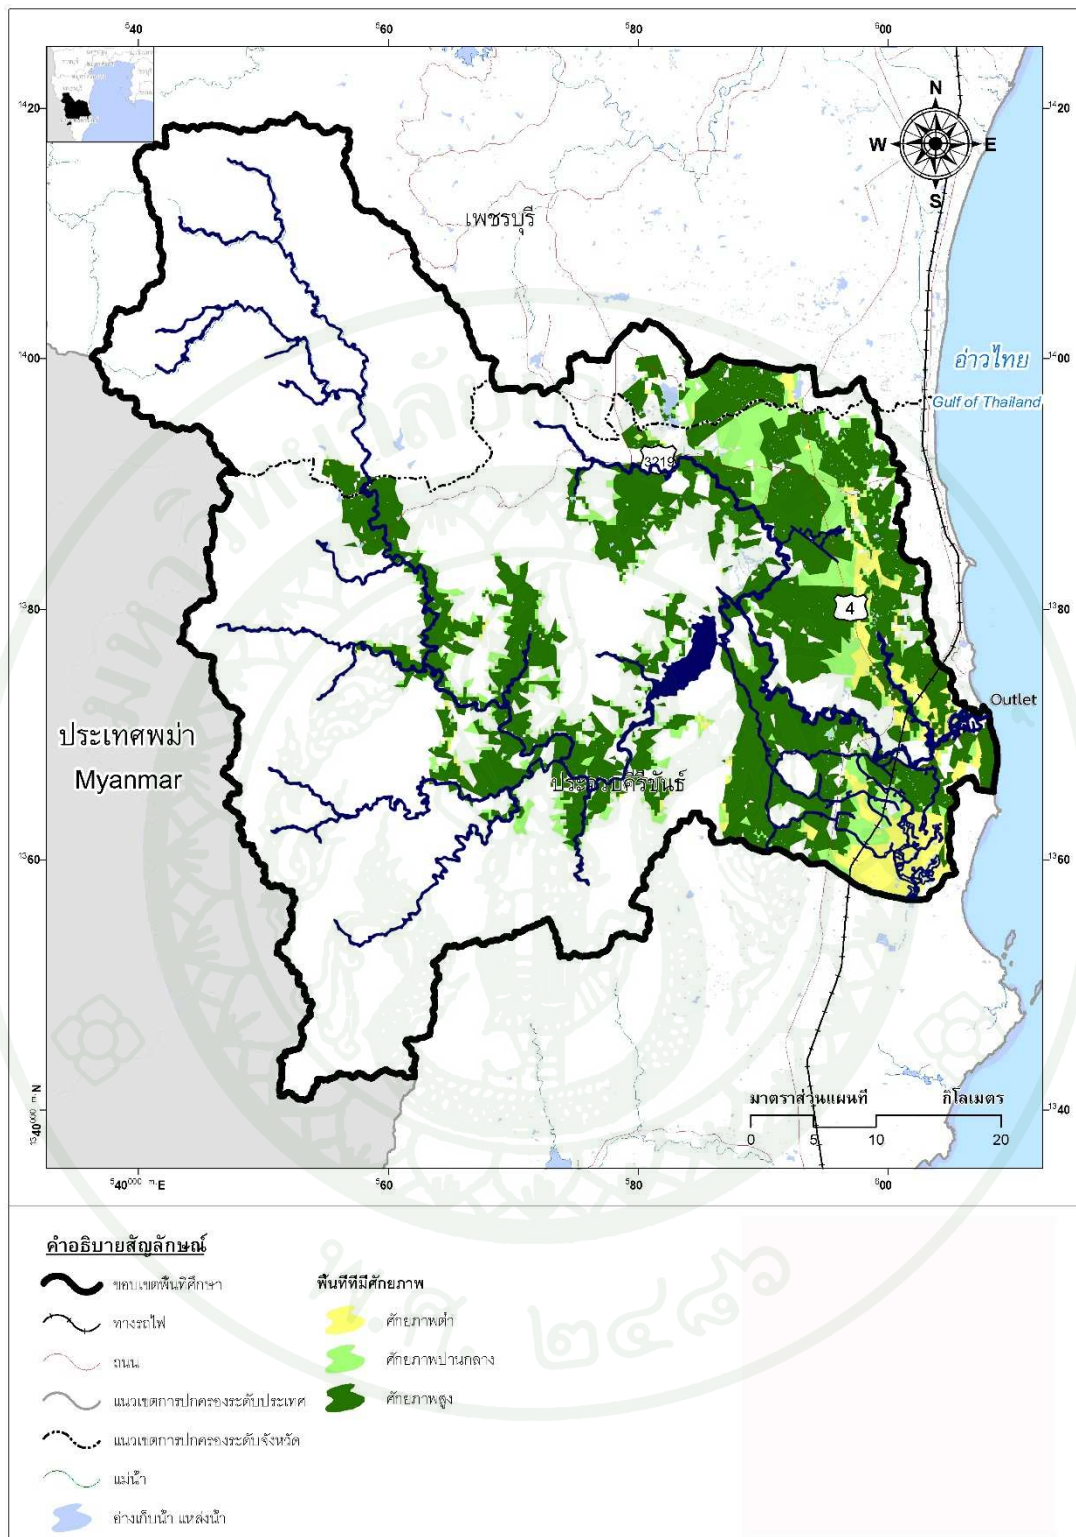 ⁵40
⁵60
⁵80
⁶00
N
W
E
S
¹⁴20
¹⁴20
เพชรบุรี
¹⁴00
¹⁴00
อ่าวไทย
Gulf of Thailand
3219
¹³80
¹³80
4
Outlet
ประเทศพม่า
Myanmar
ประจวบคีรีขันธ์
¹³60
¹³60
มาตราส่วนแผนที่
กิโลเมตร
0
5
10
20
¹³40⁰⁰⁰ m. N
¹³40
⁵40⁰⁰⁰ m. E
⁵60
⁵80
⁶00
คำอธิบายสัญลักษณ์
ขอบเขตพื้นที่ศึกษา
ทางรถไฟ
ถนน
แนวเขตการปกครองระดับประเทศ
แนวเขตการปกครองระดับจังหวัด
แม่น้ำ
อ่างเก็บน้ำ แหล่งน้ำ
พื้นที่ที่มีศักยภาพ
ศักยภาพต่ำ
ศักยภาพปานกลาง
ศักยภาพสูง
พ.ศ. ๒๔๘๖